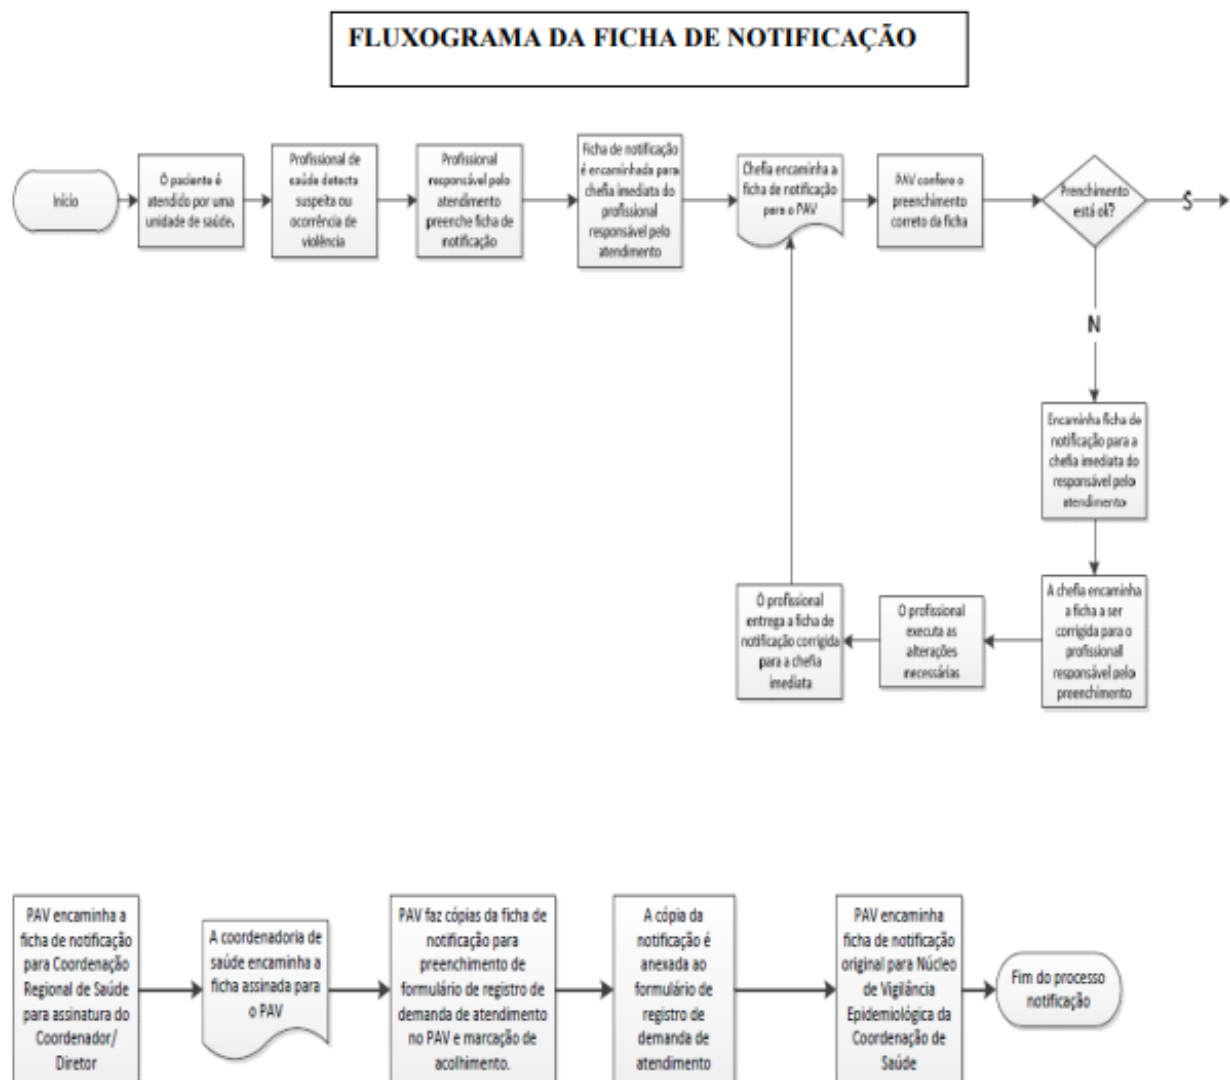 FLUXOGRAMA DA FICHA DE NOTIFICAÇÃO
Início
O paciente é
atendido por uma
unidade de saúde.
Profissional de
saúde detecta
suspeita ou
ocorrência de
violência
Profissional
responsável pelo
atendimento
preenche ficha de
notificação
Ficha de notificação
é encaminhada para
chefia imediata do
profissional
responsável pelo
atendimento
Chefia encaminha a
ficha de notificação
para o PAV
PAV confere o
preenchimento
correto da ficha
Prenchimento
está ok?
S
N
Encaminha ficha de
notificação para a
chefia imediata do
responsável pelo
atendimento
A chefia encaminha
a ficha a ser
corrigida para o
profissional
responsável pelo
preenchimento
O profissional
executa as
alterações
necessárias
O profissional
entrega a ficha de
notificação corrigida
para a chefia
imediata
PAV encaminha a
ficha de notificação
para Coordenação
Regional de Saúde
para assinatura do
Coordenador/
Diretor
A coordenadoria de
saúde encaminha a
ficha assinada para
o PAV
PAV faz cópias da ficha de
notificação para
preenchimento de
formulário de registro de
demanda de atendimento
no PAV e marcação de
acolhimento.
A cópia da
notificação é
anexada ao
formulário de
registro de
demanda de
atendimento
PAV encaminha
ficha de notificação
original para Núcleo
de Vigilância
Epidemiológica da
Coordenação de
Saúde
Fim do processo
notificação